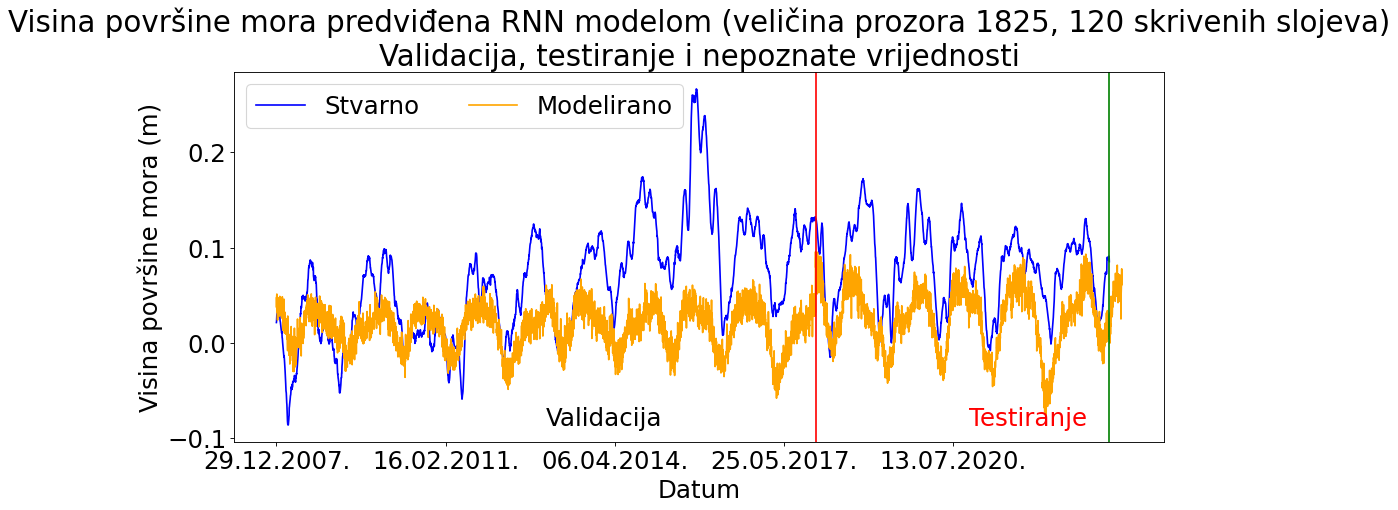 Visina površine mora predviđena RNN modelom (veličina prozora 1825, 120 skrivenih slojeva)
Validacija, testiranje i nepoznate vrijednosti
Stvarno
Modelirano
Visina površine mora (m)
0.2
0.1
0.0
−0.1
Validacija
Testiranje
29.12.2007.
16.02.2011.
06.04.2014.
25.05.2017.
13.07.2020.
Datum